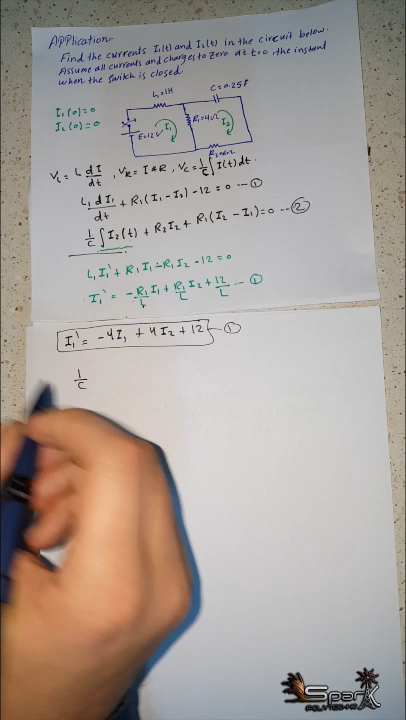 Application-
Find the currents I₁(t) and I₂(t) in the circuit below.
Assume all currents and charges to zero at t=0, the instant
when the switch is closed
I₁(0)=0
I₂(0)=0
L₁=1H
C=0.25F
E=12V
I₁
R₁=4Ω
I₂
R₂=6Ω
V_L = L dI/dt , V_R = I*R , V_C = 1/C ∫ I(t) dt.
L₁ dI₁/dt + R₁(I₁-I₂) -12 = 0 -- ①
1/C ∫ I₂(t) + R₂I₂ + R₁(I₂-I₁) = 0 -- ②
L₁I₁' + R₁I₁ - R₁I₂ -12 = 0
I₁' = -R₁/L I₁ + R₁/L I₂ + 12/L -- ①
I₁' = -4I₁ + 4I₂ + 12 -- ①
1/C
Spark
POLYTECHNIC